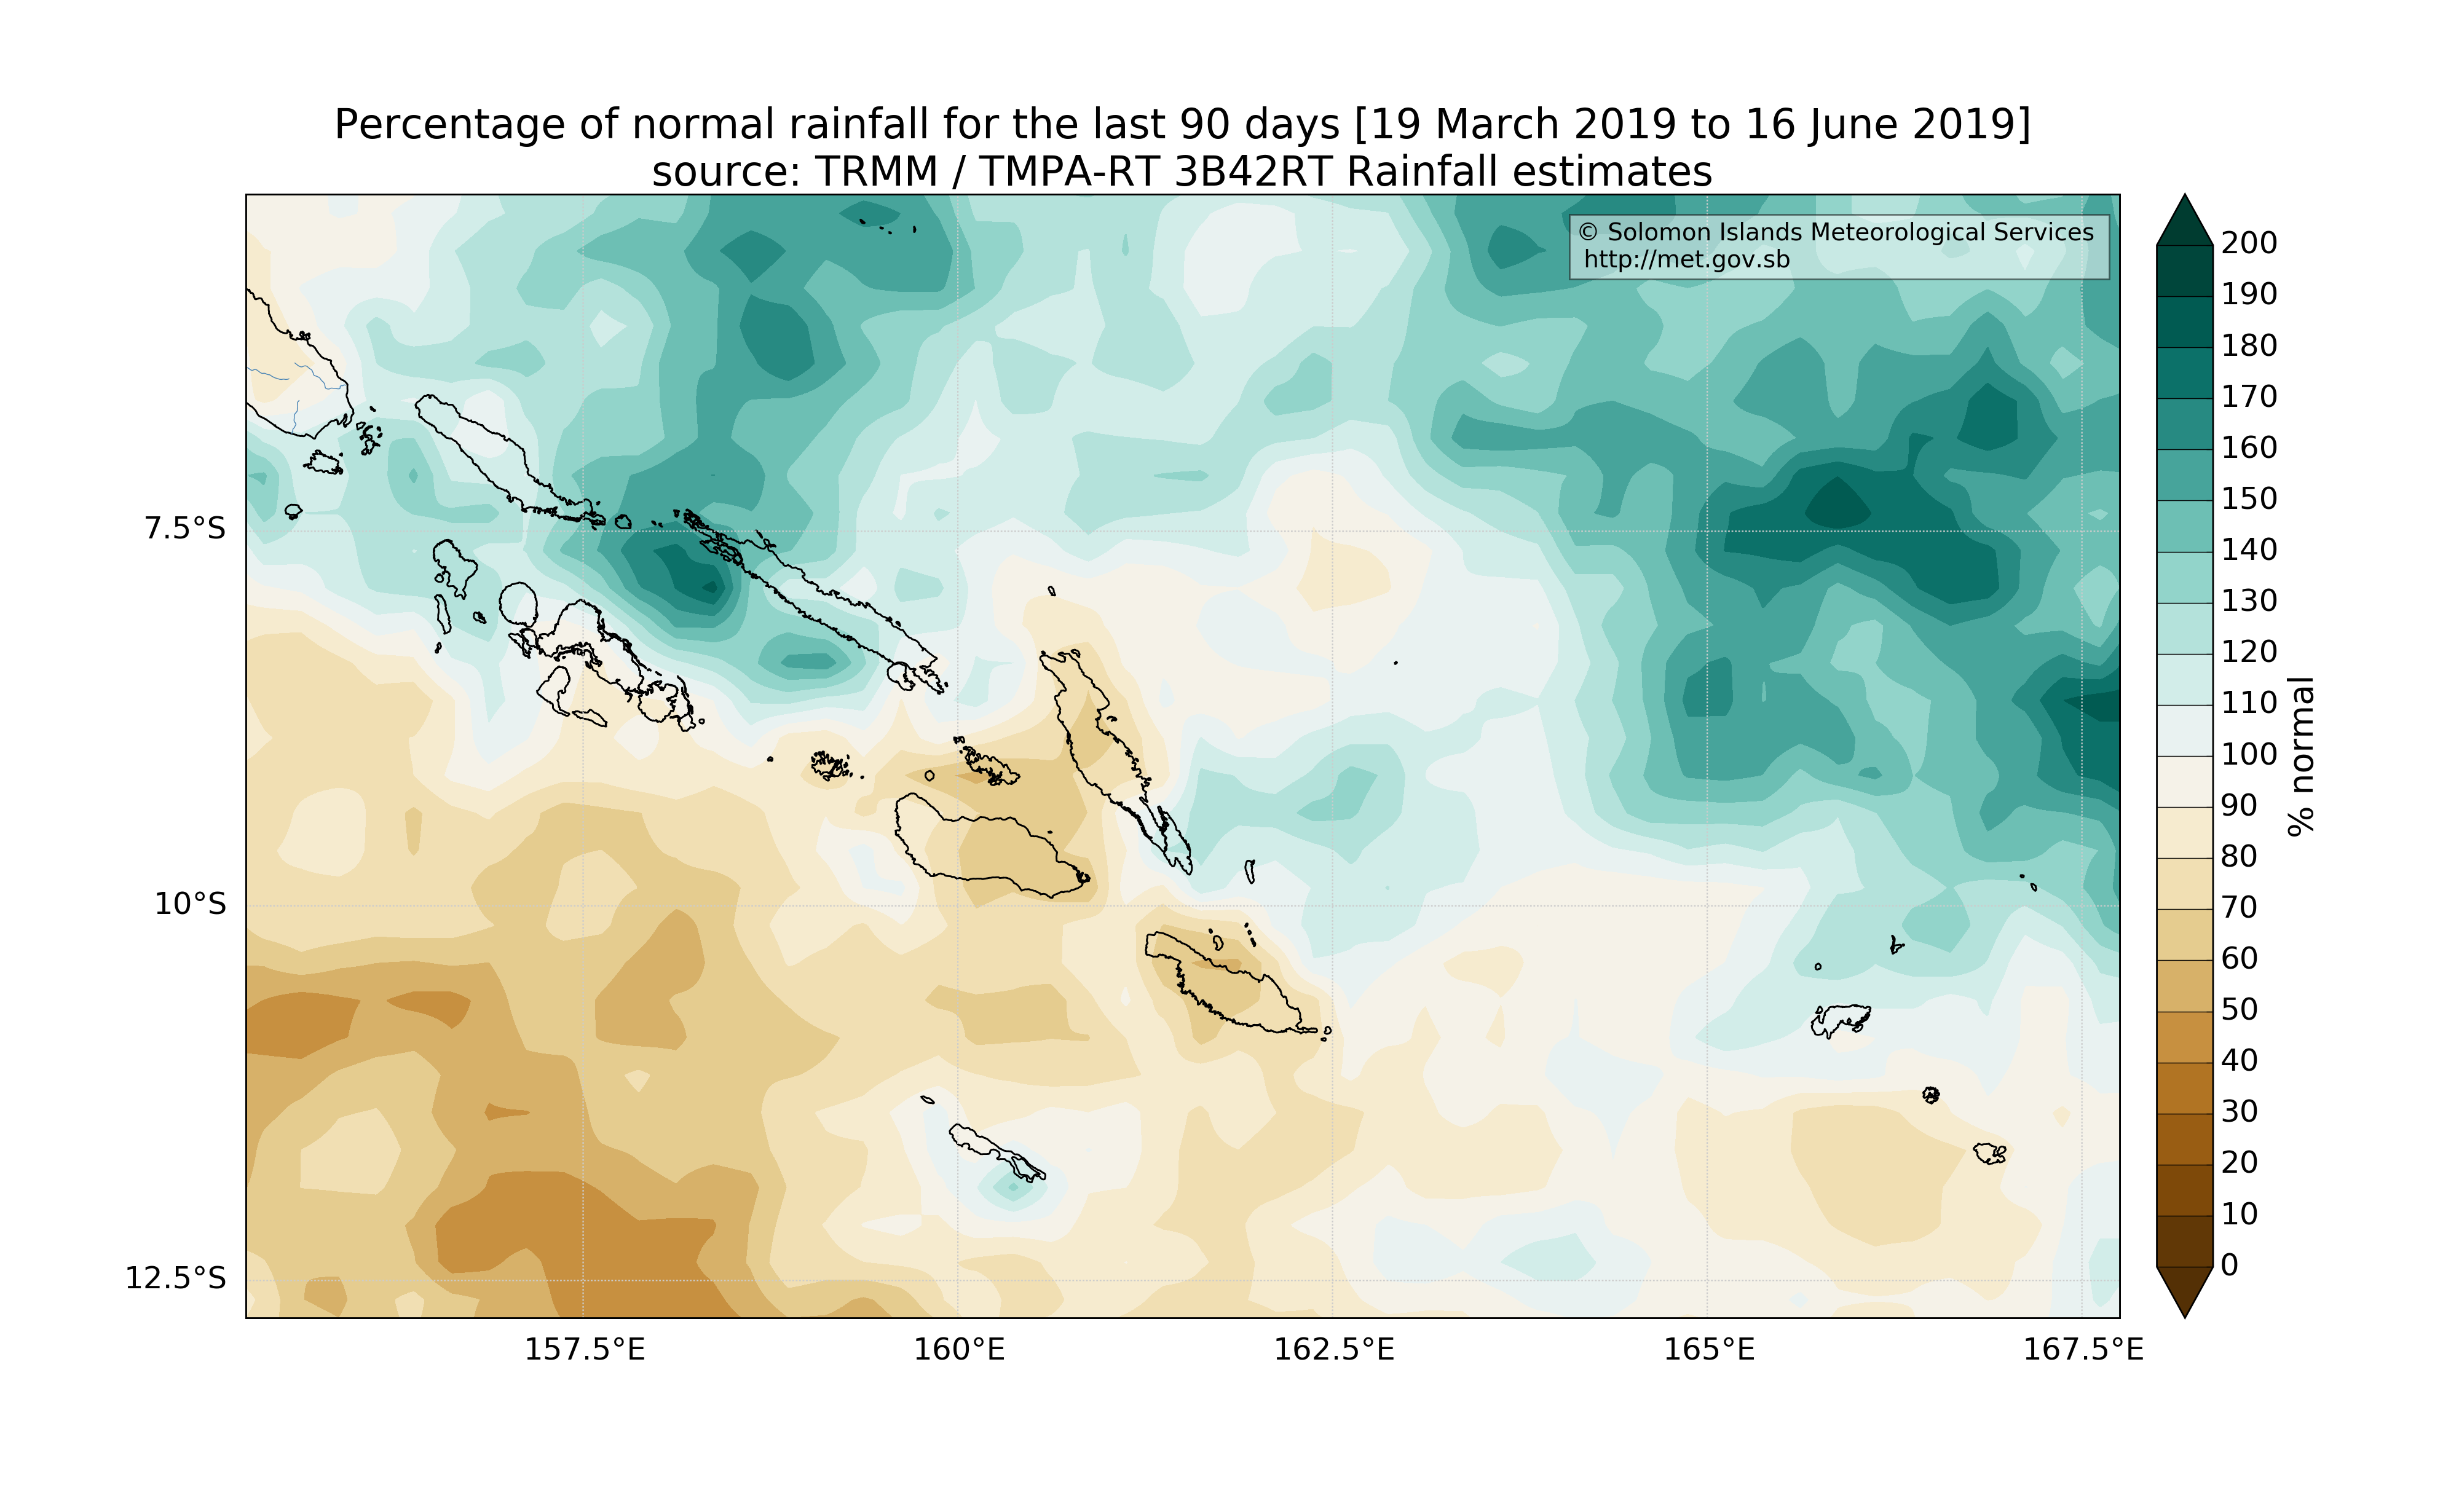 Percentage of normal rainfall for the last 90 days [19 March 2019 to 16 June 2019]
source: TRMM / TMPA-RT 3B42RT Rainfall estimates
© Solomon Islands Meteorological Services
http://met.gov.sb
7.5°S
10°S
12.5°S
157.5°E
160°E
162.5°E
165°E
167.5°E
200
190
180
170
160
150
140
130
120
110
100
90
80
70
60
50
40
30
20
10
0
% normal